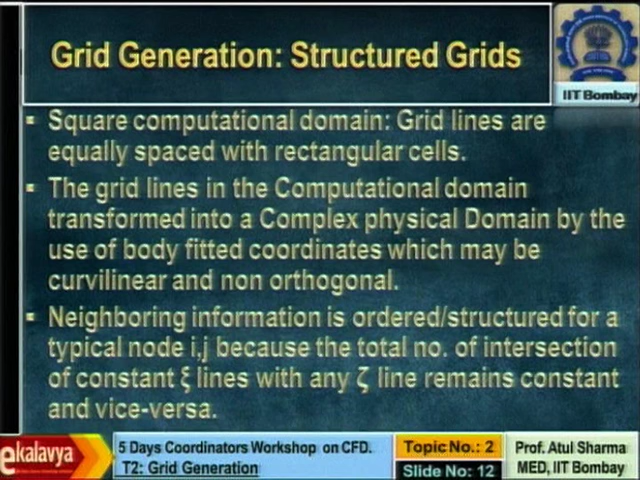 Grid Generation: Structured Grids
IIT Bombay
▪ Square computational domain: Grid lines are
equally spaced with rectangular cells.
▪ The grid lines in the Computational domain
transformed into a Complex physical Domain by the
use of body fitted coordinates which may be
curvilinear and non orthogonal.
▪ Neighboring information is ordered/structured for a
typical node i,j because the total no. of intersection
of constant ξ lines with any ζ line remains constant
and vice-versa.
ekalavya
5 Days Coordinators Workshop on CFD.
T2: Grid Generation
Topic No.: 2
Slide No: 12
Prof. Atul Sharma
MED, IIT Bombay